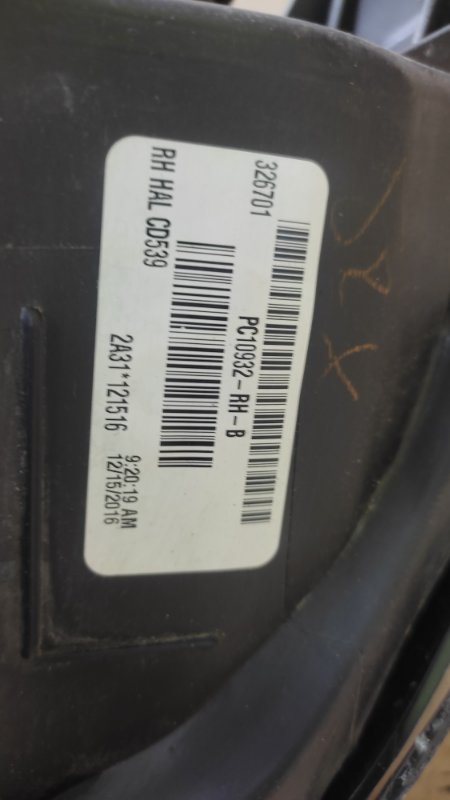 326701
PC10932-RH-B
RH HAL CD539
2A31*121516
9:20:19 AM
12/15/2016